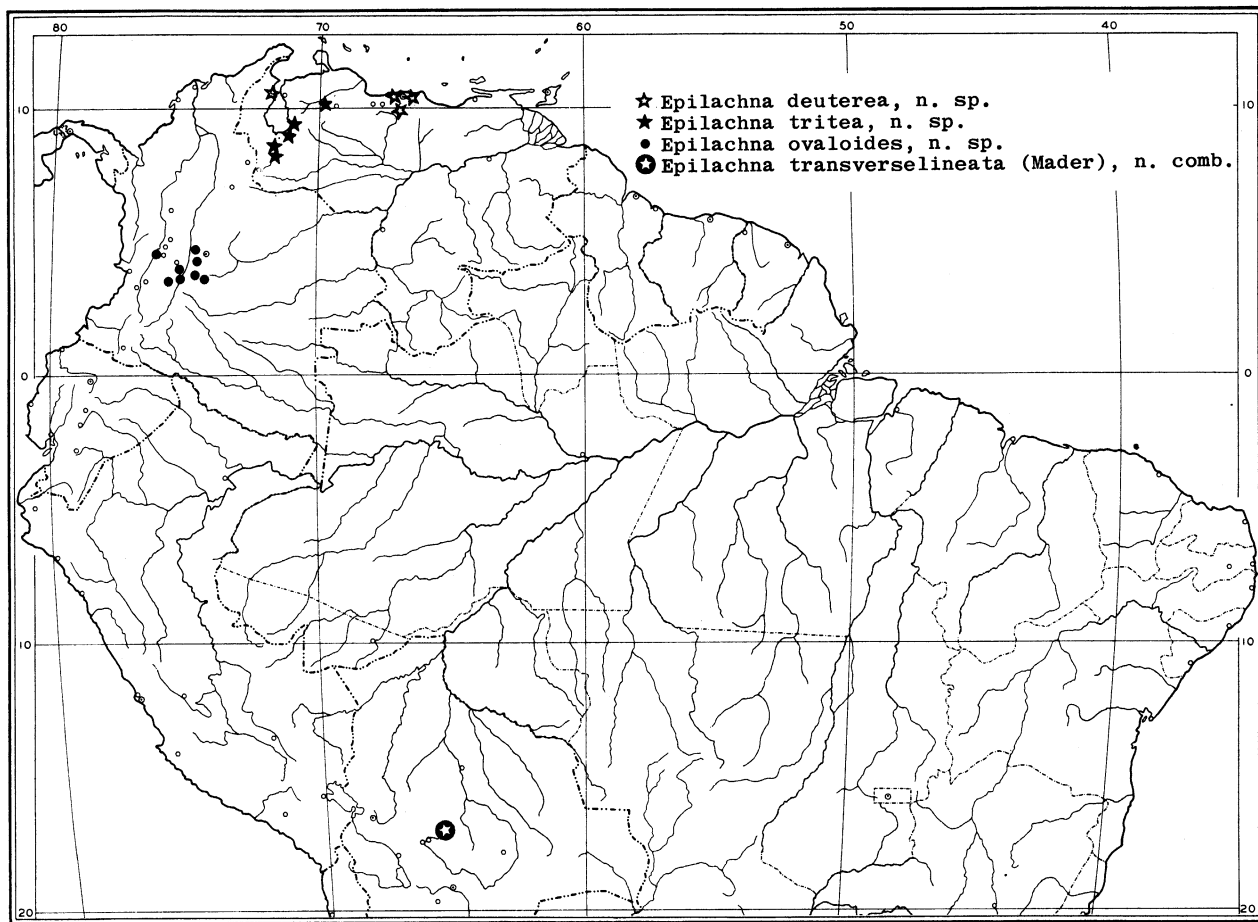 80 70 60 50 40
☆ Epilachna deuterea, n. sp.
★ Epilachna tritea, n. sp.
● Epilachna ovaloides, n. sp.
✪ Epilachna transverselineata (Mader), n. comb.
10 10
0 0
10 10
20 20